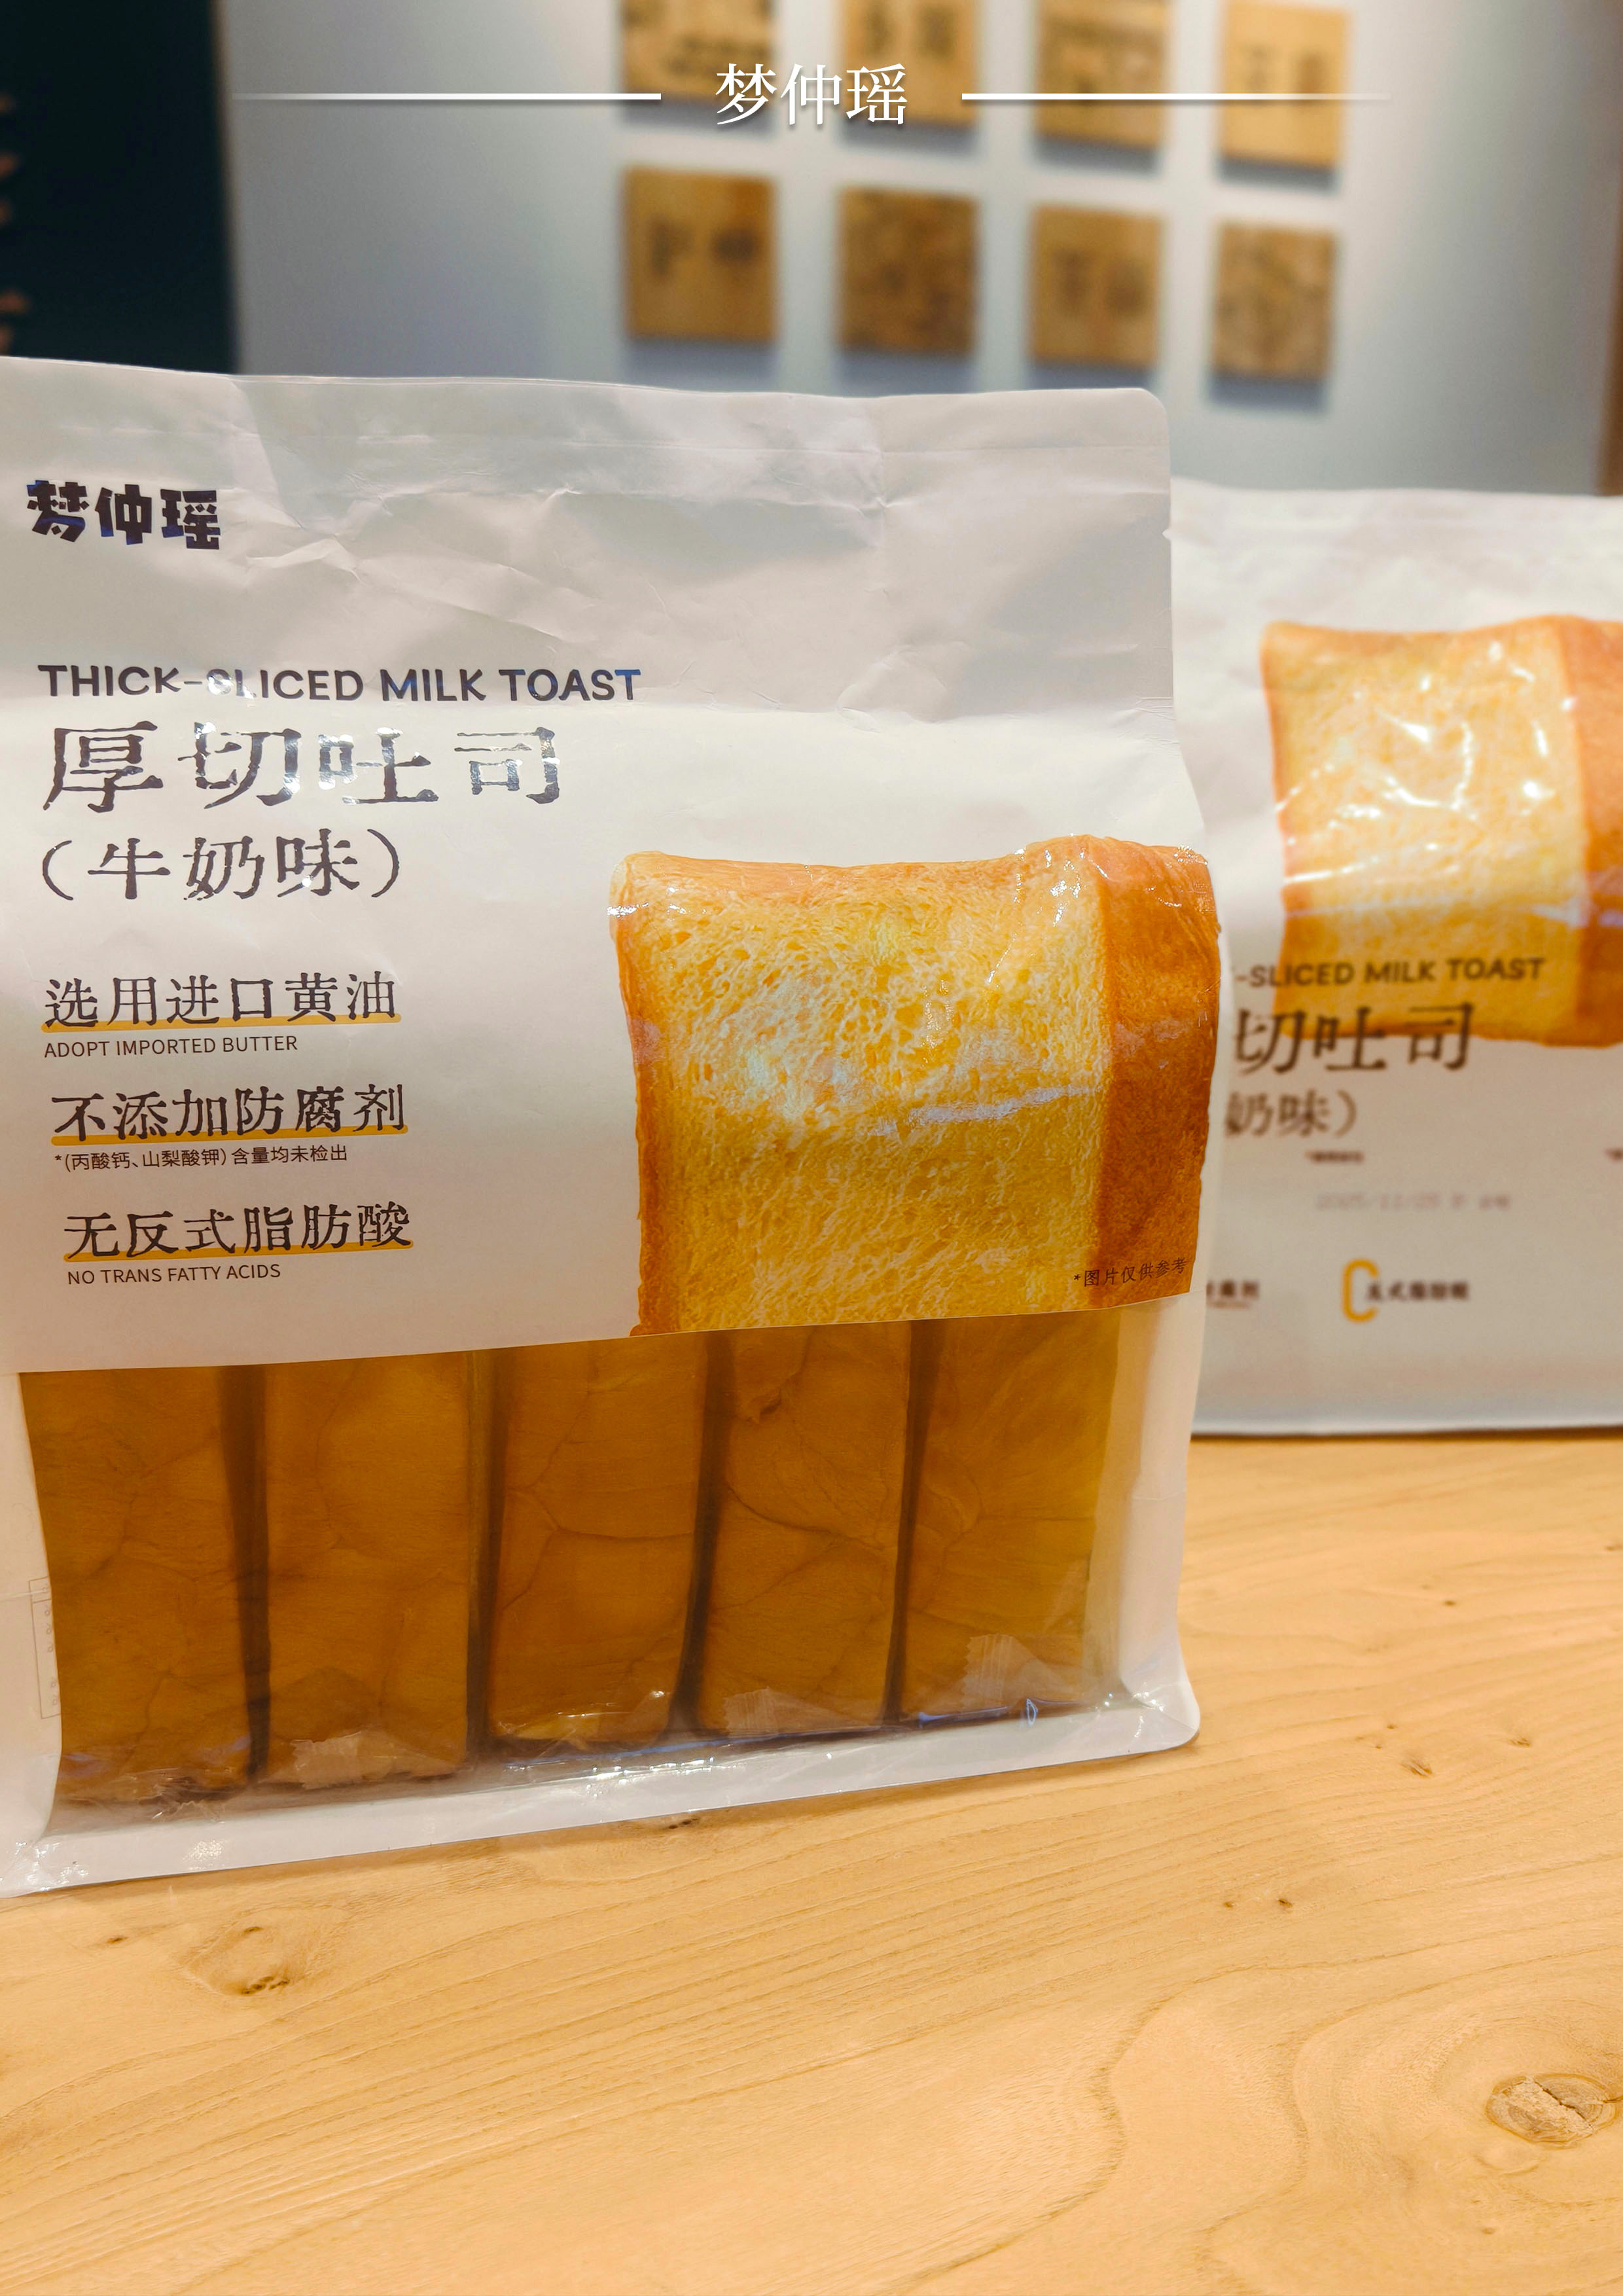 梦仲瑶
梦仲瑶
THICK-SLICED MILK TOAST
厚切吐司
（牛奶味）
选用进口黄油
ADOPT IMPORTED BUTTER
不添加防腐剂
*(丙酸钙、山梨酸钾)含量均未检出
无反式脂肪酸
NO TRANS FATTY ACIDS
*图片仅供参考
-SLICED MILK TOAST
切吐司
奶味）